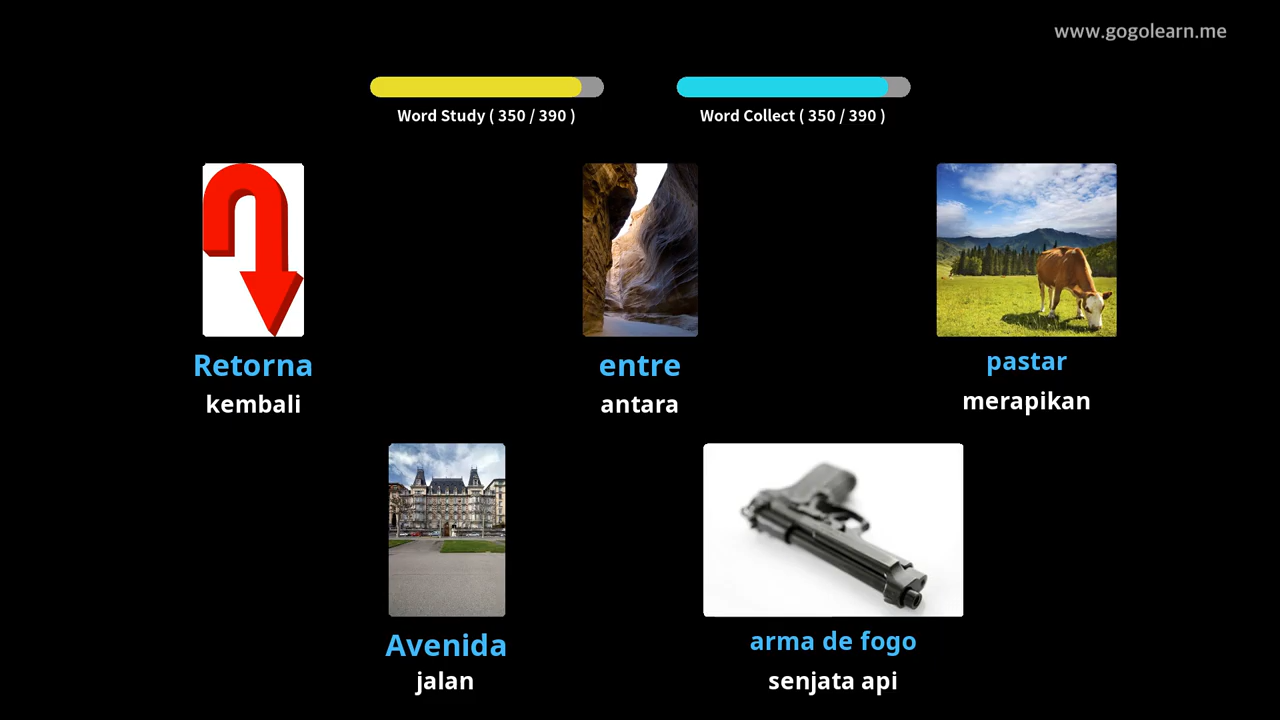 www.gogolearn.me
Word Study ( 350 / 390 )
Word Collect ( 350 / 390 )
Retorna
kembali
entre
antara
pastar
merapikan
Avenida
jalan
arma de fogo
senjata api